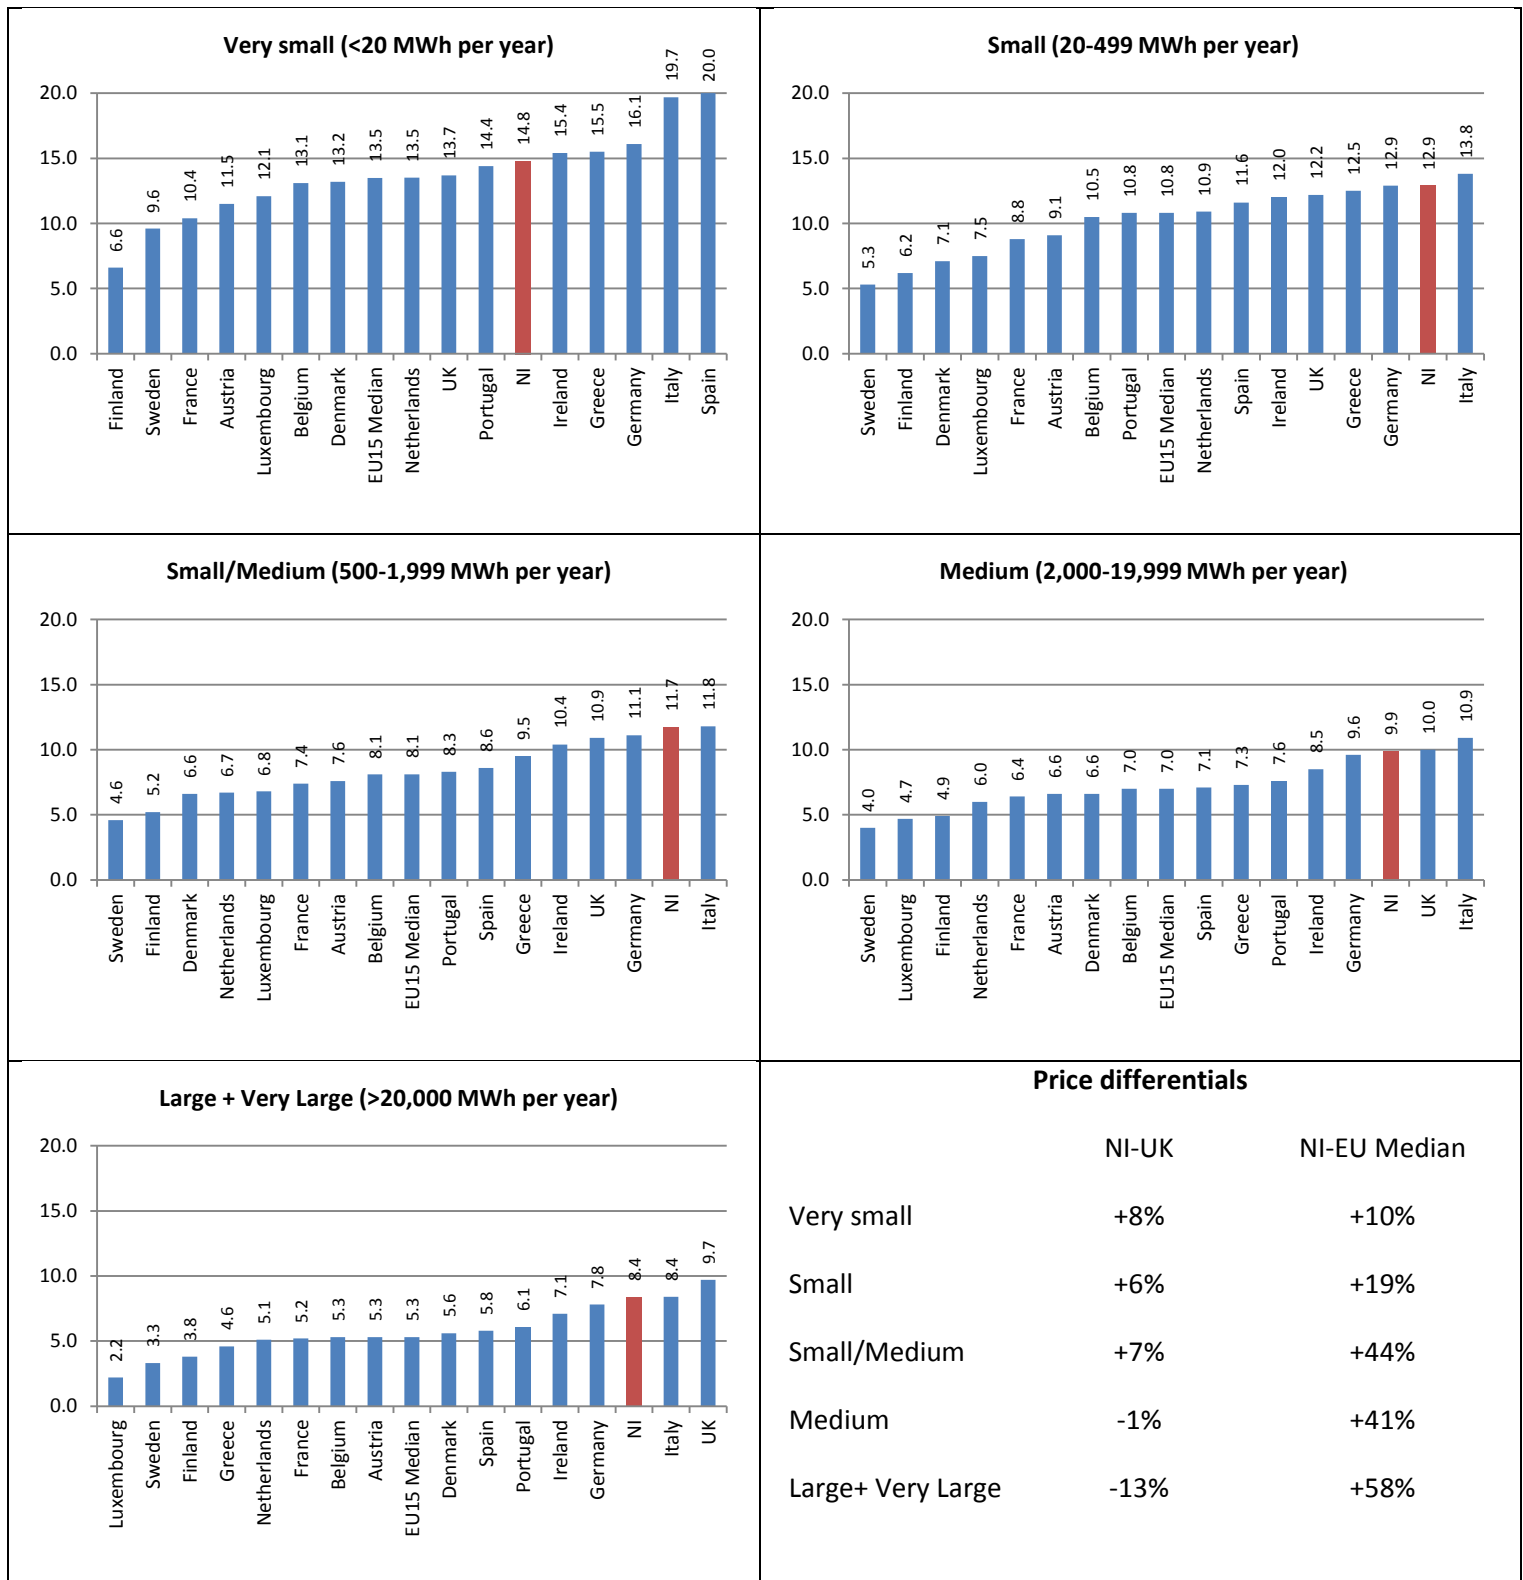 Very small (<20 MWh per year)
20.0
15.0
10.0
5.0
0.0
6.6
9.6
10.4
11.5
12.1
13.1
13.2
13.5
13.5
13.7
14.4
14.8
15.4
15.5
16.1
19.7
20.0
Finland
Sweden
France
Austria
Luxembourg
Belgium
Denmark
EU15 Median
Netherlands
UK
Portugal
NI
Ireland
Greece
Germany
Italy
Spain
Small (20-499 MWh per year)
20.0
15.0
10.0
5.0
0.0
5.3
6.2
7.1
7.5
8.8
9.1
10.5
10.8
10.8
10.9
11.6
12.0
12.2
12.5
12.9
12.9
13.8
Sweden
Finland
Denmark
Luxembourg
France
Austria
Belgium
Portugal
EU15 Median
Netherlands
Spain
Ireland
UK
Greece
Germany
NI
Italy
Small/Medium (500-1,999 MWh per year)
20.0
15.0
10.0
5.0
0.0
4.6
5.2
6.6
6.7
6.8
7.4
7.6
8.1
8.1
8.3
8.6
9.5
10.4
10.9
11.1
11.7
11.8
Sweden
Finland
Denmark
Netherlands
Luxembourg
France
Austria
Belgium
EU15 Median
Portugal
Spain
Greece
Ireland
UK
Germany
NI
Italy
Medium (2,000-19,999 MWh per year)
20.0
15.0
10.0
5.0
0.0
4.0
4.7
4.9
6.0
6.4
6.6
6.6
7.0
7.0
7.1
7.3
7.6
8.5
9.6
9.9
10.0
10.9
Sweden
Luxembourg
Finland
Netherlands
France
Austria
Denmark
Belgium
EU15 Median
Spain
Greece
Portugal
Ireland
Germany
NI
UK
Italy
Large + Very Large (>20,000 MWh per year)
20.0
15.0
10.0
5.0
0.0
2.2
3.3
3.8
4.6
5.1
5.2
5.3
5.3
5.3
5.6
5.8
6.1
7.1
7.8
8.4
8.4
9.7
Luxembourg
Sweden
Finland
Greece
Netherlands
France
Belgium
Austria
EU15 Median
Denmark
Spain
Portugal
Ireland
Germany
NI
Italy
UK
Price differentials
NI-UK NI-EU Median
Very small +8% +10%
Small +6% +19%
Small/Medium +7% +44%
Medium -1% +41%
Large+ Very Large -13% +58%